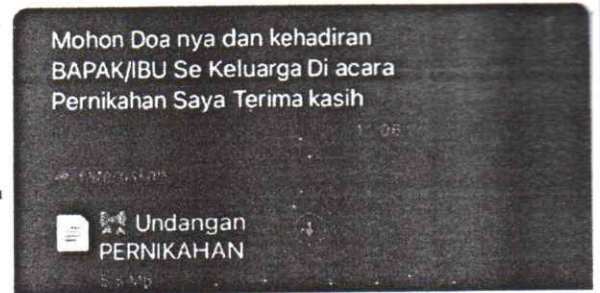 Mohon Doa nya dan kehadiran
BAPAK/IBU Se Keluarga Di acara
Pernikahan Saya Terima kasih
Undangan
PERNIKAHAN